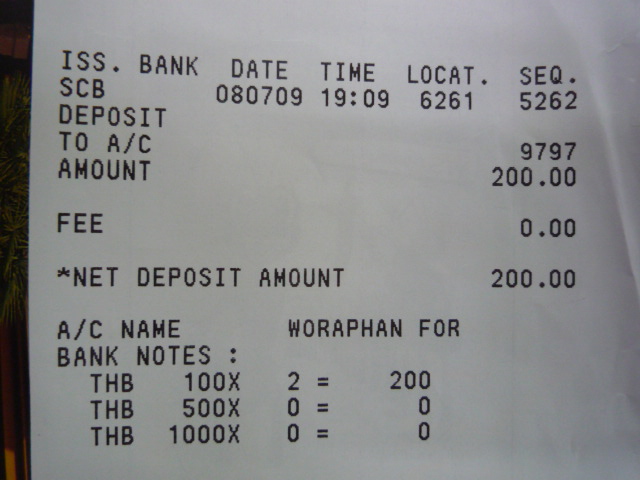 ISS. BANK DATE TIME LOCAT. SEQ.
SCB 080709 19:09 6261 5262
DEPOSIT
TO A/C 9797
AMOUNT 200.00
FEE 0.00
*NET DEPOSIT AMOUNT 200.00
A/C NAME WORAPHAN FOR
BANK NOTES :
THB 100X 2 = 200
THB 500X 0 = 0
THB 1000X 0 = 0